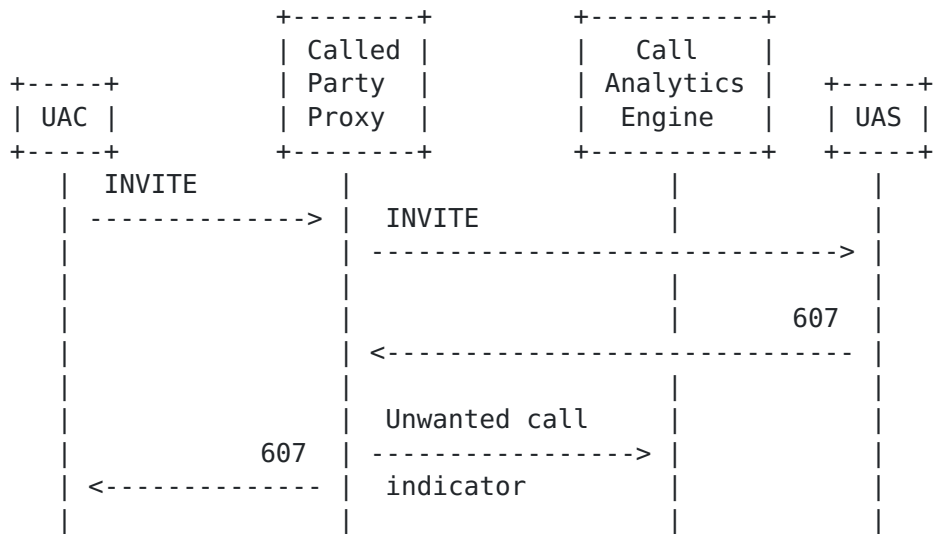 Called Party Proxy
Call Analytics Engine
UAC
UAS
INVITE
INVITE
607
Unwanted call
607
indicator